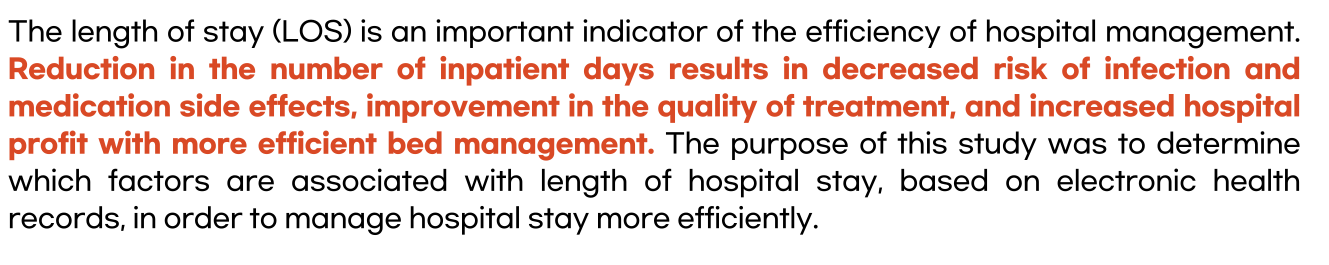 The length of stay (LOS) is an important indicator of the efficiency of hospital management.
Reduction in the number of inpatient days results in decreased risk of infection and
medication side effects, improvement in the quality of treatment, and increased hospital
profit with more efficient bed management. The purpose of this study was to determine
which factors are associated with length of hospital stay, based on electronic health
records, in order to manage hospital stay more efficiently.